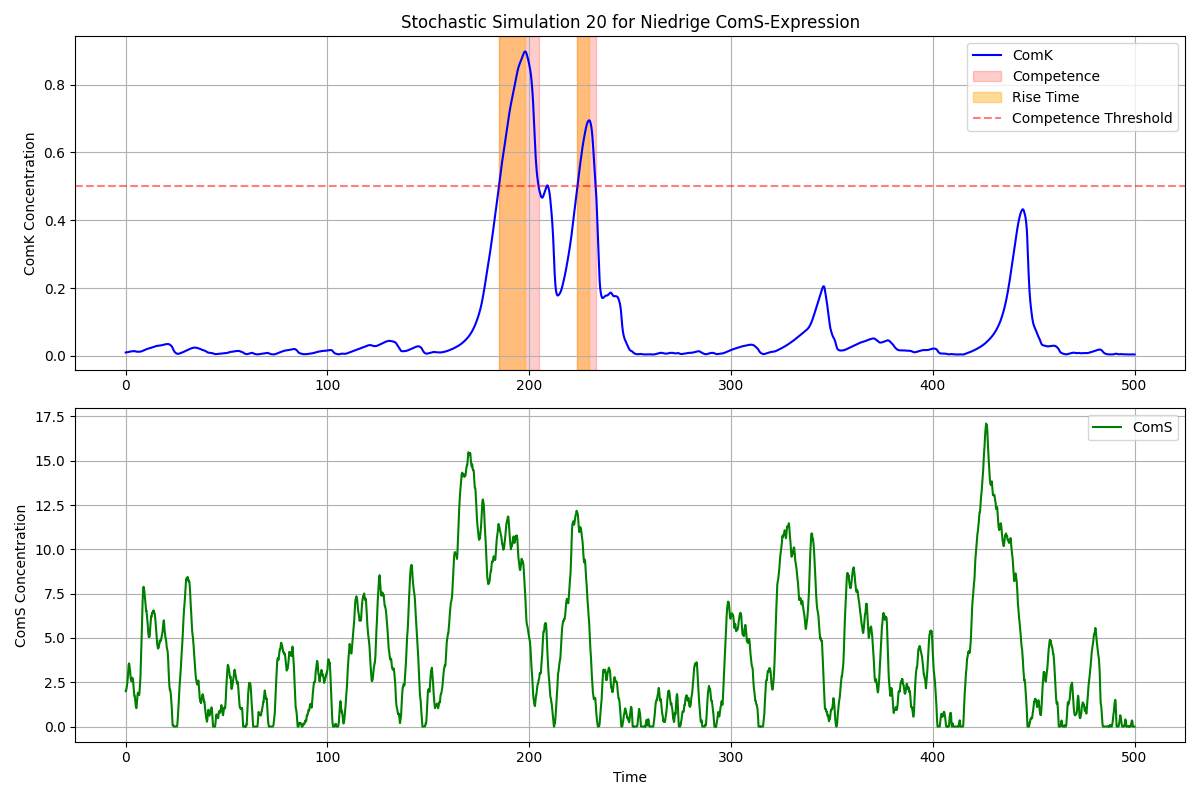 Stochastic Simulation 20 for Niedrige ComS-Expression
ComK Concentration
0.8
0.6
0.4
0.2
0.0
ComK
Competence
Rise Time
Competence Threshold
0 100 200 300 400 500
ComS Concentration
17.5
15.0
12.5
10.0
7.5
5.0
2.5
0.0
ComS
0 100 200 300 400 500
Time